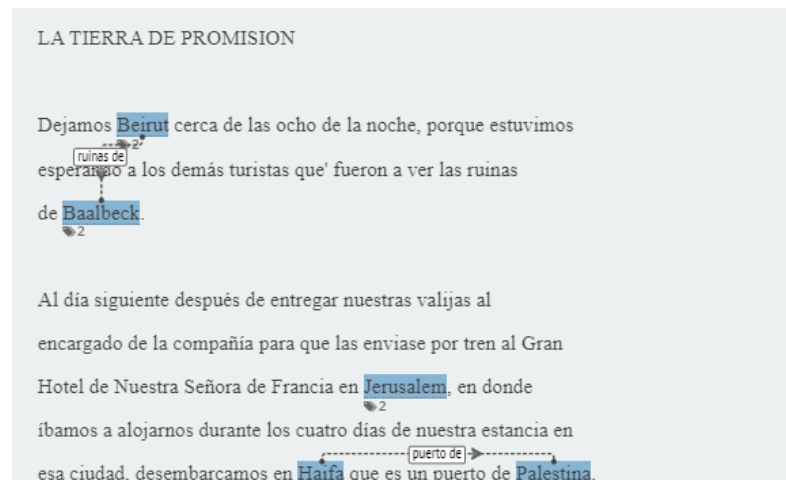 LA TIERRA DE PROMISION
Dejamos Beirut cerca de las ocho de la noche, porque estuvimos
2
ruinas de
esperando a los demás turistas que' fueron a ver las ruinas
de Baalbeck.
2
Al día siguiente después de entregar nuestras valijas al
encargado de la compañía para que las enviase por tren al Gran
Hotel de Nuestra Señora de Francia en Jerusalem, en donde
2
íbamos a alojarnos durante los cuatro días de nuestra estancia en
puerto de
esa ciudad, desembarcamos en Haifa que es un puerto de Palestina.